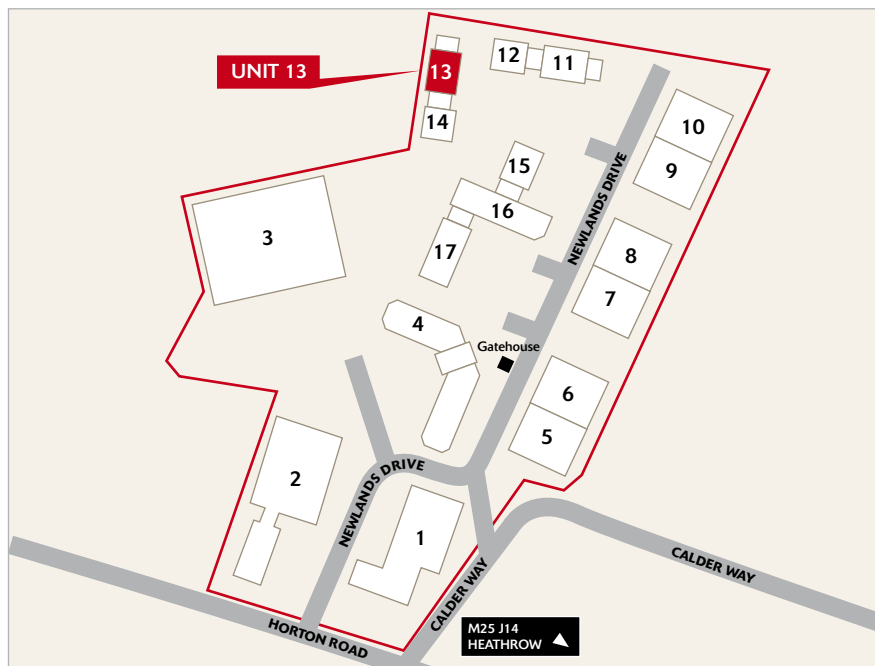 UNIT 13
13
14
12
11
10
9
15
16
17
3
8
7
NEWLANDS DRIVE
4
Gatehouse
6
5
2
NEWLANDS DRIVE
1
CALDER WAY
CALDER WAY
HORTON ROAD
M25 J14
HEATHROW